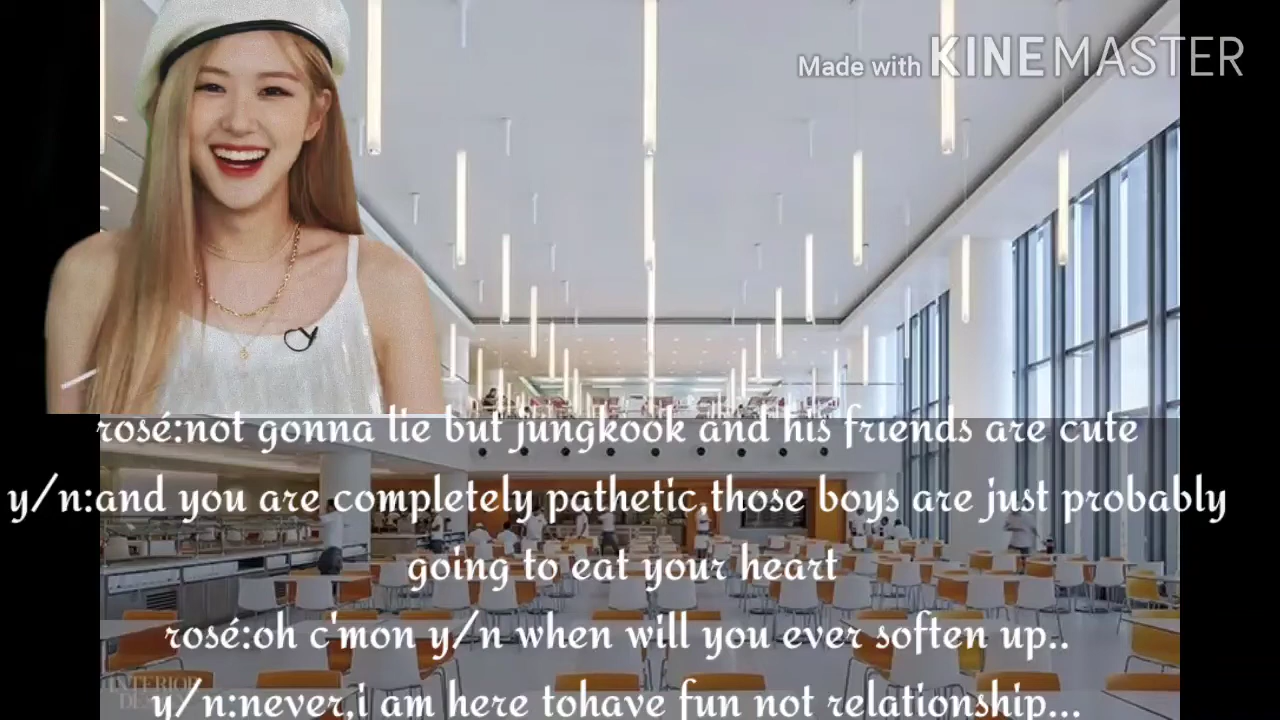 Made with KINEMASTER
rosé:not gonna lie but jungkook and his friends are cute
y/n:and you are completely pathetic,those boys are just probably
going to eat your heart
rosé:oh c'mon y/n when will you ever soften up..
INTERIOR
y/n:never,i am here tohave fun not relationship...